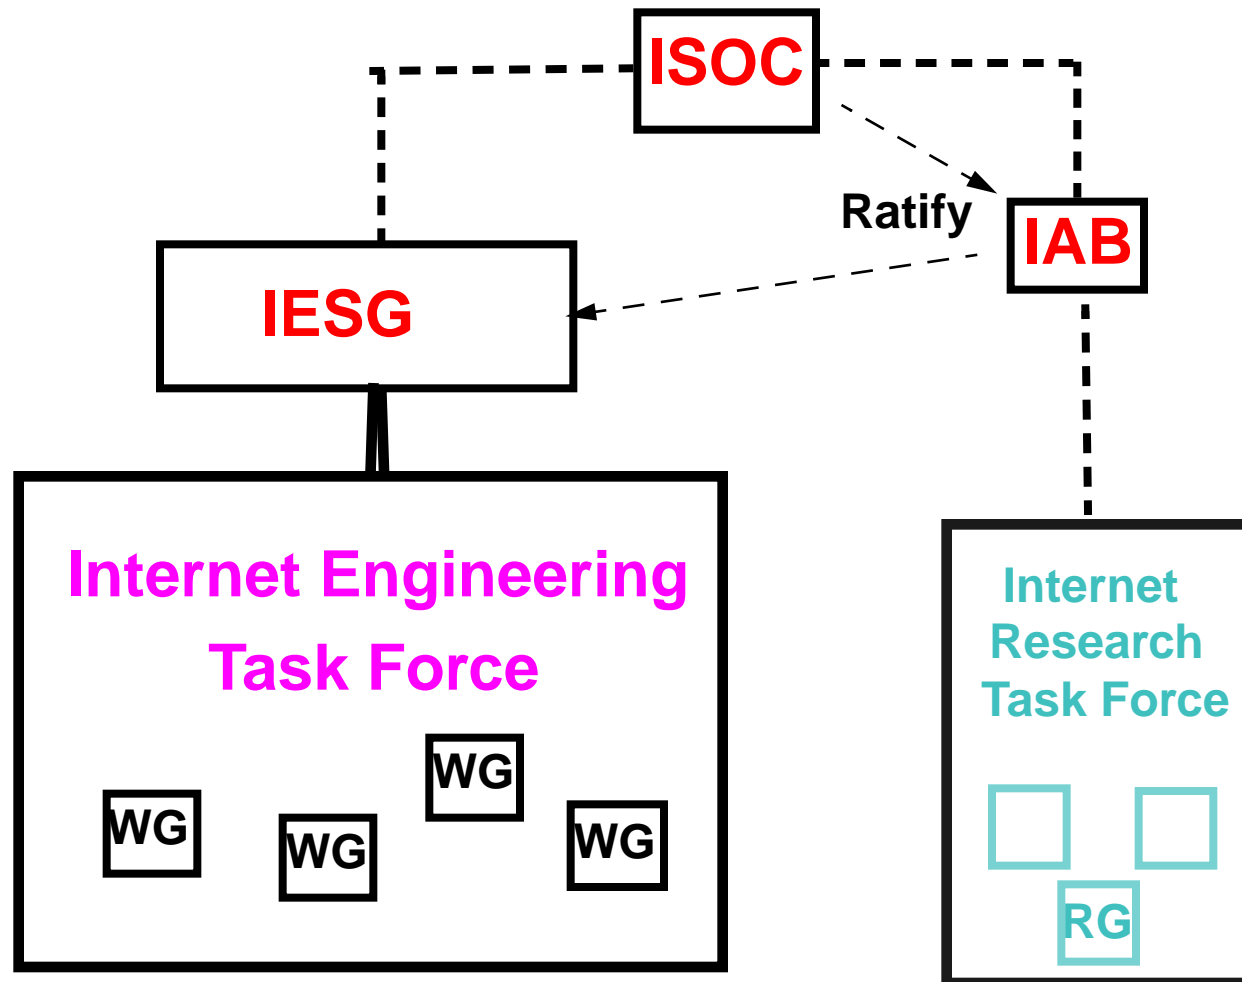 ISOC
Ratify
IAB
IESG
Internet Engineering
Task Force
WG
WG
WG
WG
Internet
Research
Task Force
RG